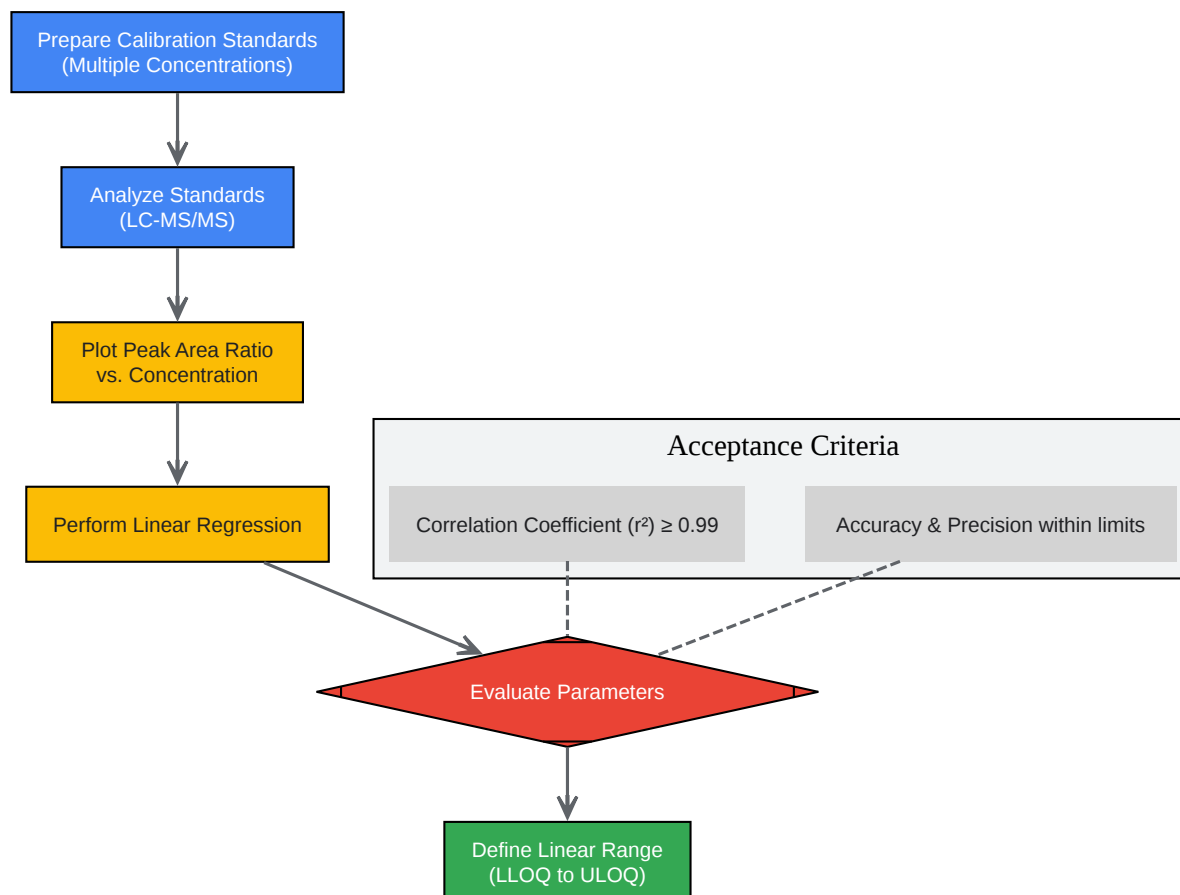 Prepare Calibration Standards
(Multiple Concentrations)
Analyze Standards
(LC-MS/MS)
Plot Peak Area Ratio
vs. Concentration
Acceptance Criteria
Perform Linear Regression
Correlation Coefficient (r²) ≥ 0.99
Accuracy & Precision within limits
Evaluate Parameters
Define Linear Range
(LLOQ to ULOQ)